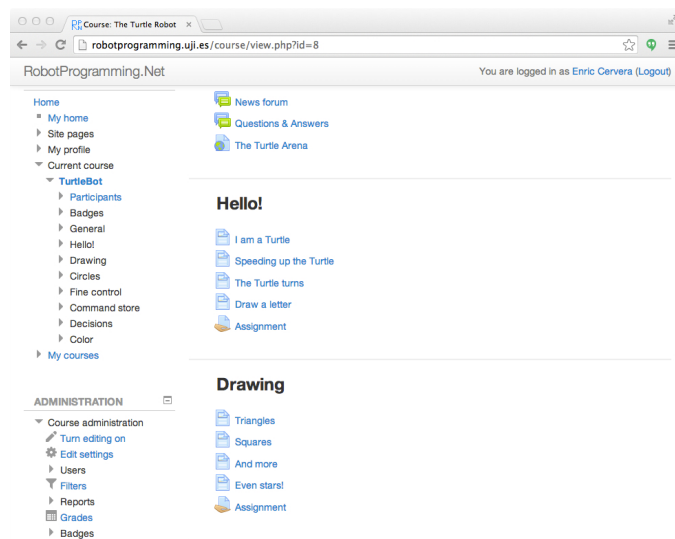 Course: The Turtle Robot
robotprogramming.uji.es/course/view.php?id=8
RobotProgramming.Net
You are logged in as Enric Cervera (Logout)
Home
My home
Site pages
My profile
Current course
TurtleBot
Participants
Badges
General
Hello!
Drawing
Circles
Fine control
Command store
Decisions
Color
My courses
ADMINISTRATION
Course administration
Turn editing on
Edit settings
Users
Filters
Reports
Grades
Badges
News forum
Questions & Answers
The Turtle Arena
Hello!
I am a Turtle
Speeding up the Turtle
The Turtle turns
Draw a letter
Assignment
Drawing
Triangles
Squares
And more
Even stars!
Assignment